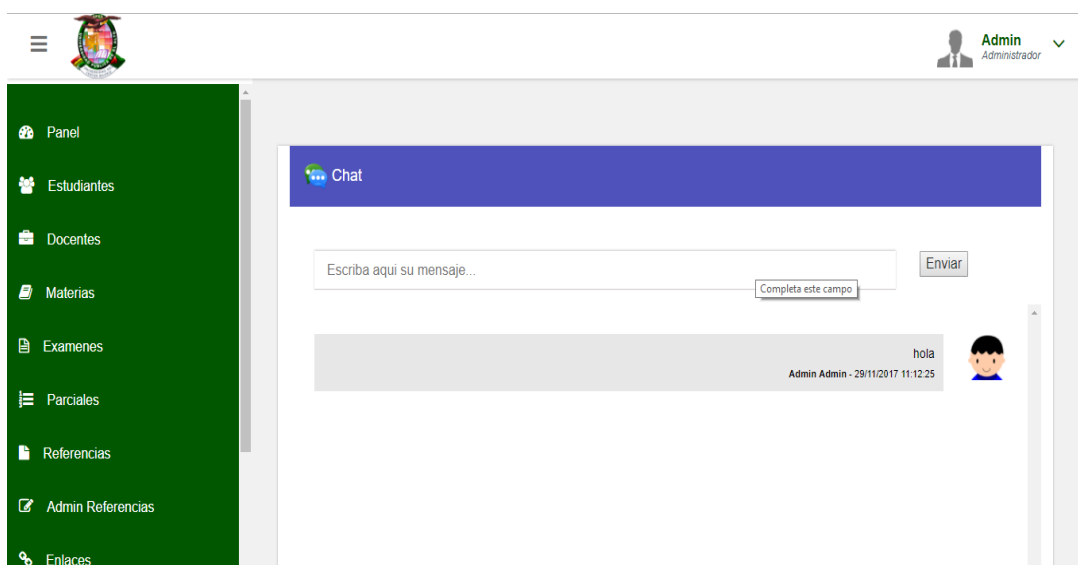 Admin
Administrador
Panel
Estudiantes
Docentes
Materias
Examenes
Parciales
Referencias
Admin Referencias
Enlaces
Chat
Escriba aqui su mensaje...
Enviar
Completa este campo
hola
Admin Admin - 29/11/2017 11:12:25